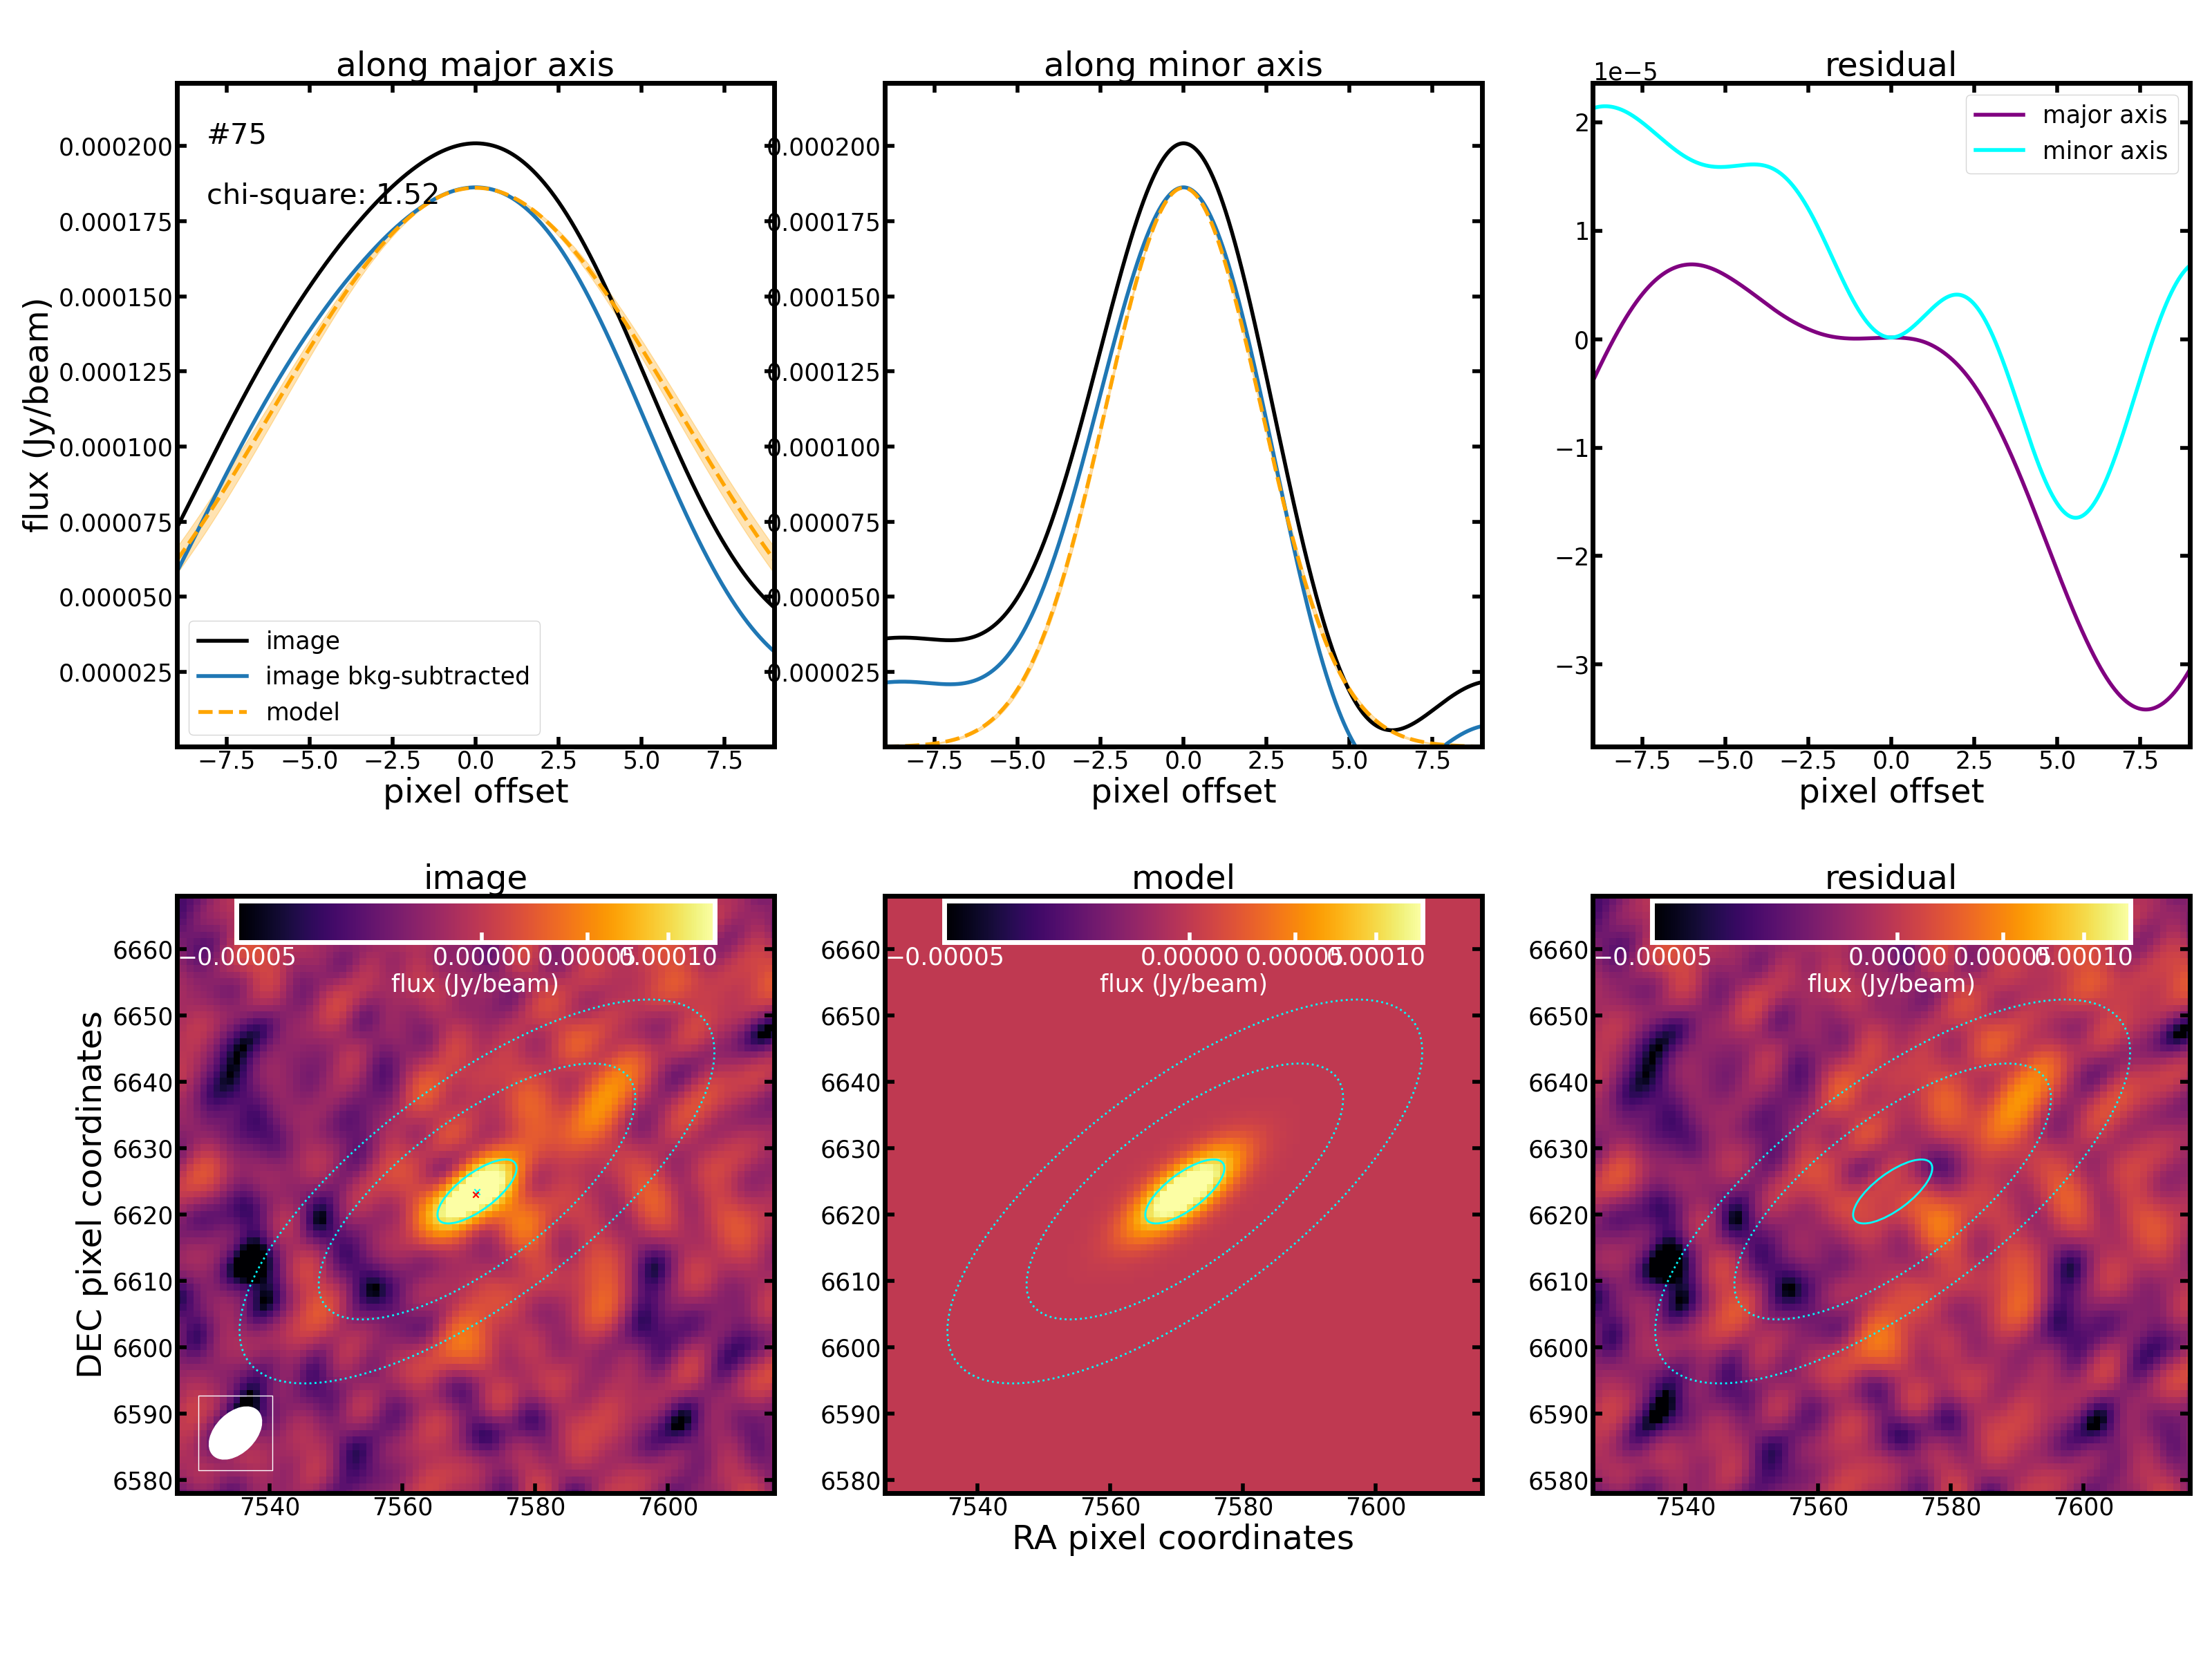 along major axis
along minor axis
residual
1e−5
#75
chi-square: 1.52
0.000200
0.000175
0.000150
0.000125
0.000100
0.000075
0.000050
0.000025
flux (Jy/beam)
image
image bkg-subtracted
model
−7.5 −5.0 −2.5 0.0 2.5 5.0 7.5
pixel offset
0.000200
0.000175
0.000150
0.000125
0.000100
0.000075
0.000050
0.000025
−7.5 −5.0 −2.5 0.0 2.5 5.0 7.5
pixel offset
major axis
minor axis
2
1
0
−1
−2
−3
−7.5 −5.0 −2.5 0.0 2.5 5.0 7.5
pixel offset
image
−0.00005 0.00000 0.00005 0.00010
flux (Jy/beam)
6660
6650
6640
6630
6620
6610
6600
6590
6580
DEC pixel coordinates
7540 7560 7580 7600
model
−0.00005 0.00000 0.00005 0.00010
flux (Jy/beam)
6660
6650
6640
6630
6620
6610
6600
6590
6580
7540 7560 7580 7600
RA pixel coordinates
residual
−0.00005 0.00000 0.00005 0.00010
flux (Jy/beam)
6660
6650
6640
6630
6620
6610
6600
6590
6580
7540 7560 7580 7600